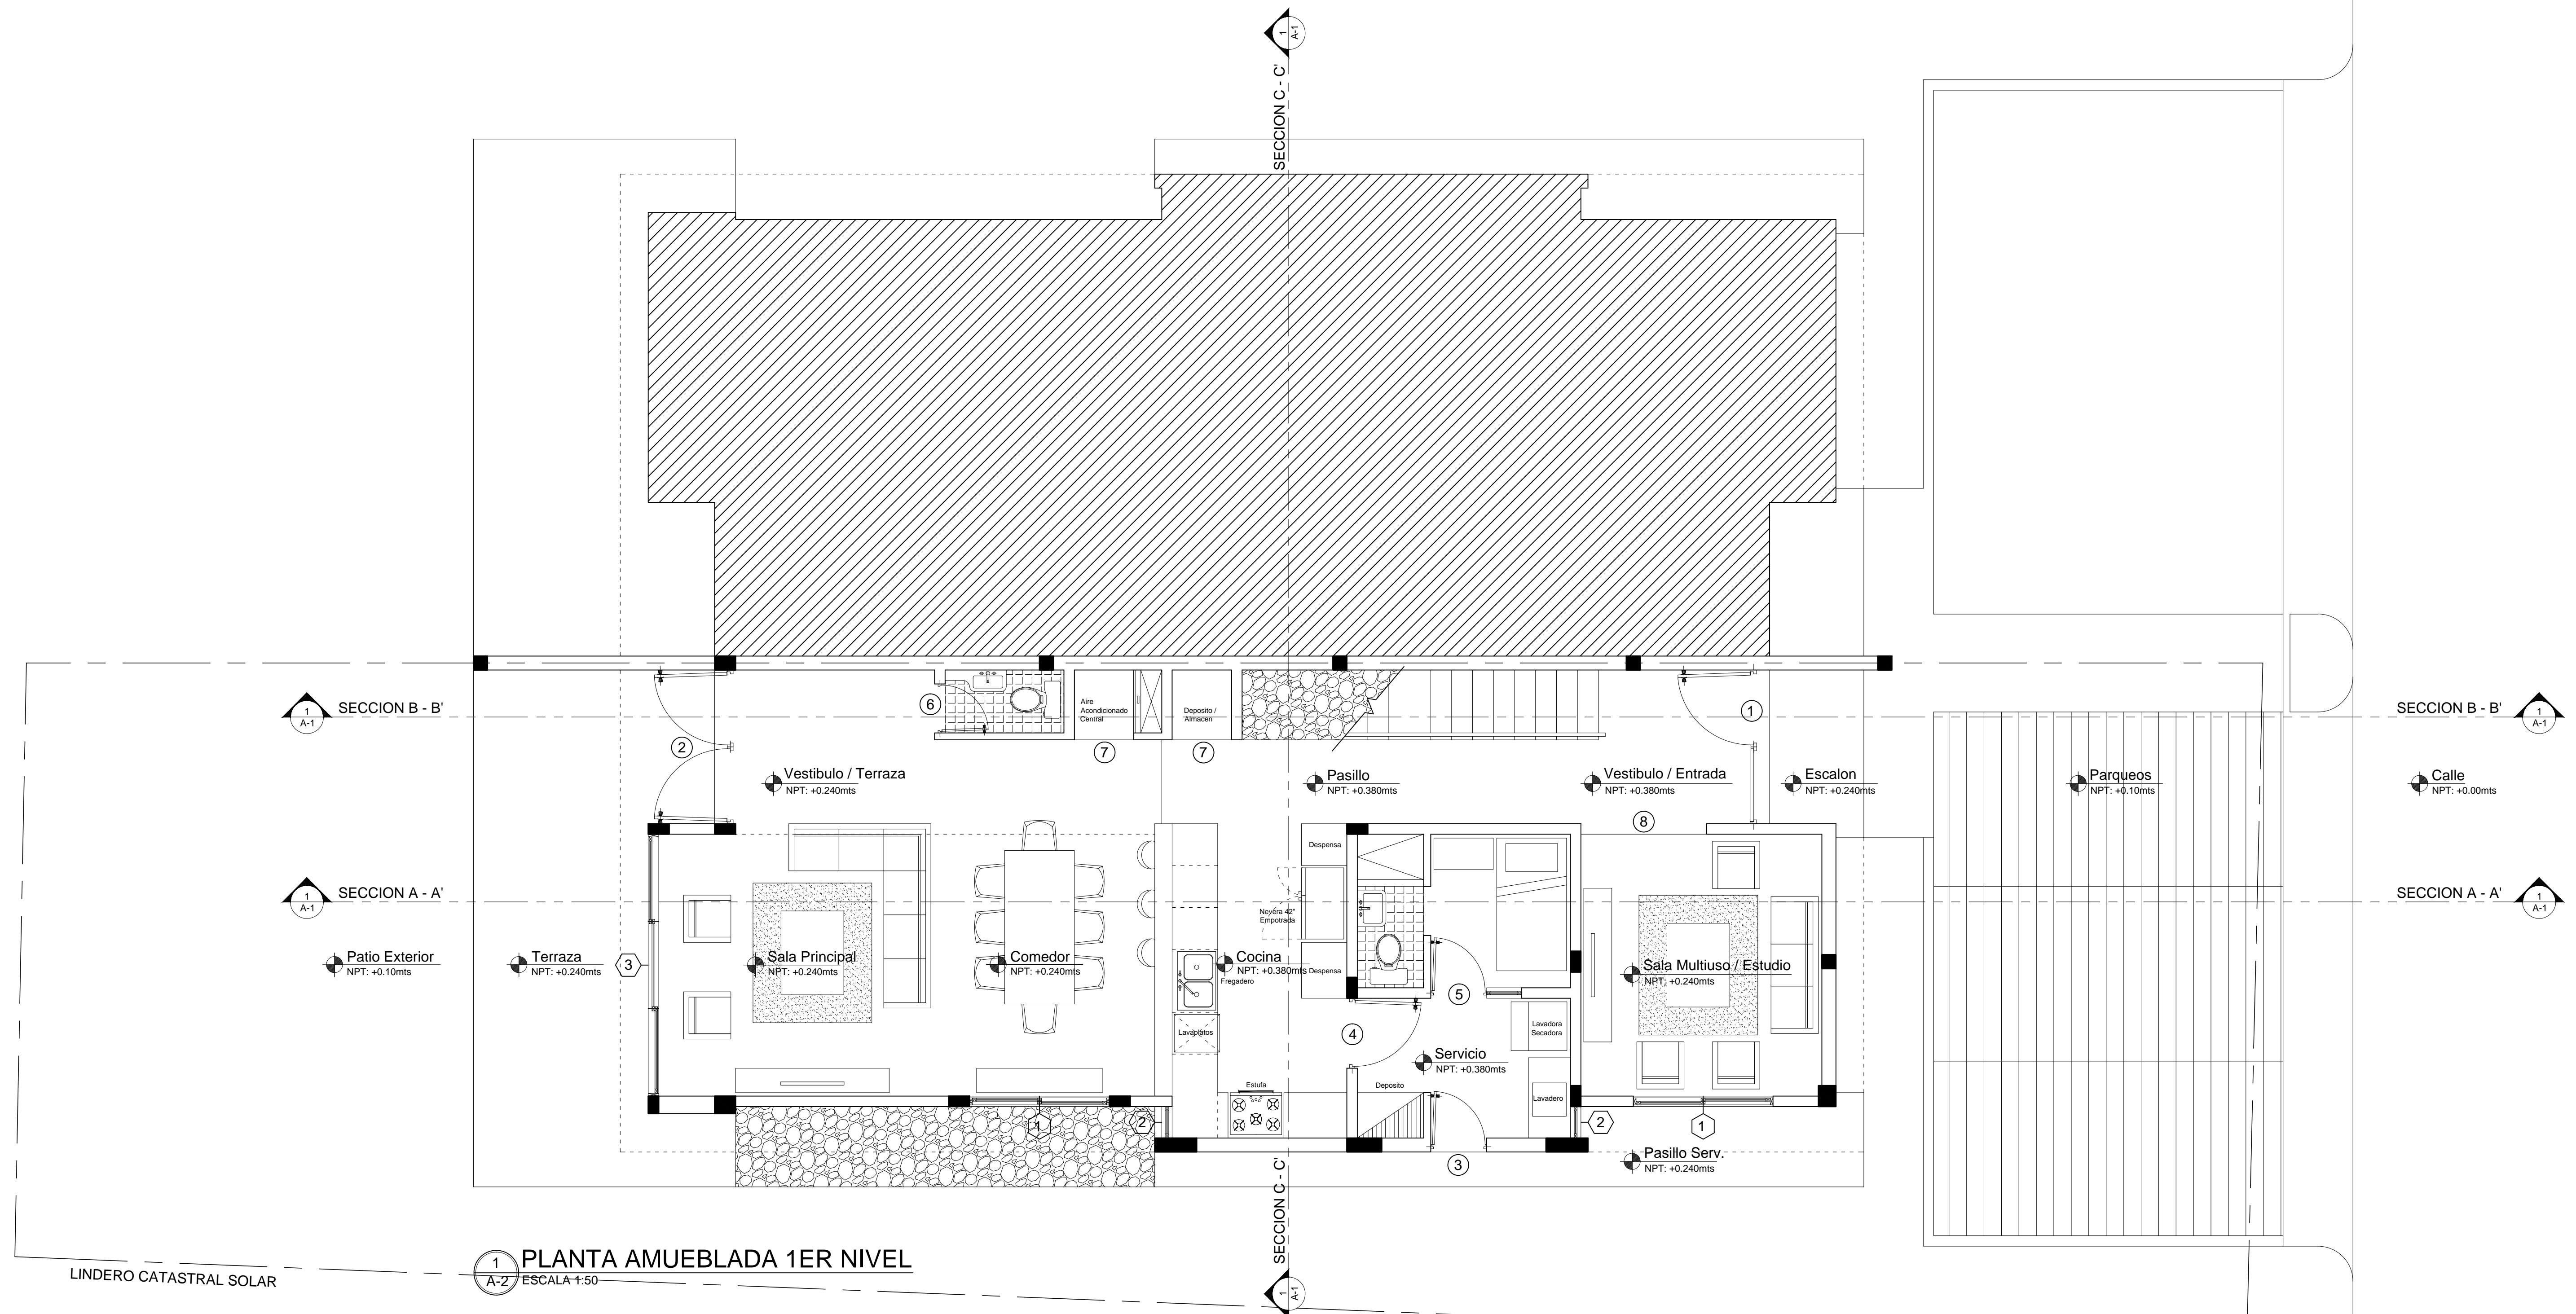 1
A-1
SECCION C - C'
1
A-1
SECCION B - B'
6
Aire
Acondicionado
Central
Deposito /
Almacen
1
SECCION B - B'
1
A-1
2
7
7
Vestibulo / Terraza
NPT: +0.240mts
Pasillo
NPT: +0.380mts
Vestibulo / Entrada
NPT: +0.380mts
Escalon
NPT: +0.240mts
Parqueos
NPT: +0.10mts
Calle
NPT: +0.00mts
8
Despensa
1
A-1
SECCION A - A'
SECCION A - A'
1
A-1
Neyera 42"
Empotrada
Patio Exterior
NPT: +0.10mts
Terraza
NPT: +0.240mts
3
Sala Principal
NPT: +0.240mts
Comedor
NPT: +0.240mts
Cocina
NPT: +0.380mts
Despensa
Fregadero
Sala Multiuso / Estudio
NPT: +0.240mts
5
Lavaplatos
4
Lavadora
Secadora
Servicio
NPT: +0.380mts
Estufa
Deposito
Lavadero
1
2
2
1
3
Pasillo Serv.
NPT: +0.240mts
SECCION C - C'
1
A-1
1
A-2
PLANTA AMUEBLADA 1ER NIVEL
ESCALA 1:50
LINDERO CATASTRAL SOLAR